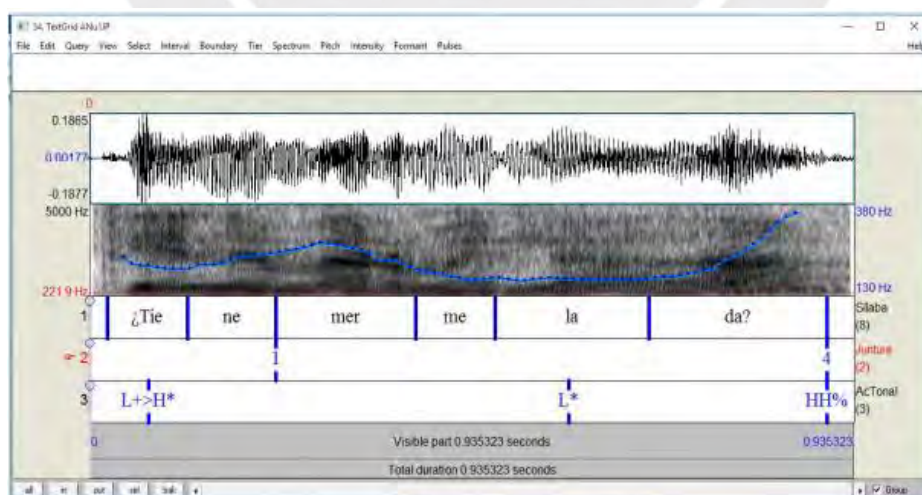 34. TextGrid ANu1JP
File Edit Query View Select Interval Boundary Tier Spectrum Pitch Intensity Formant Pulses Help
0
0.1865
0.00177
-0.1877
5000 Hz 380 Hz
221.9 Hz 130 Hz
1 ¿Tie ne mer me la da? Sílaba (8)
2 1 4 Juntura (2)
3 L+>H* L* HH% AcTonal (3)
0 Visible part 0.935323 seconds 0.935323
Total duration 0.935323 seconds
all in out sel bak Group